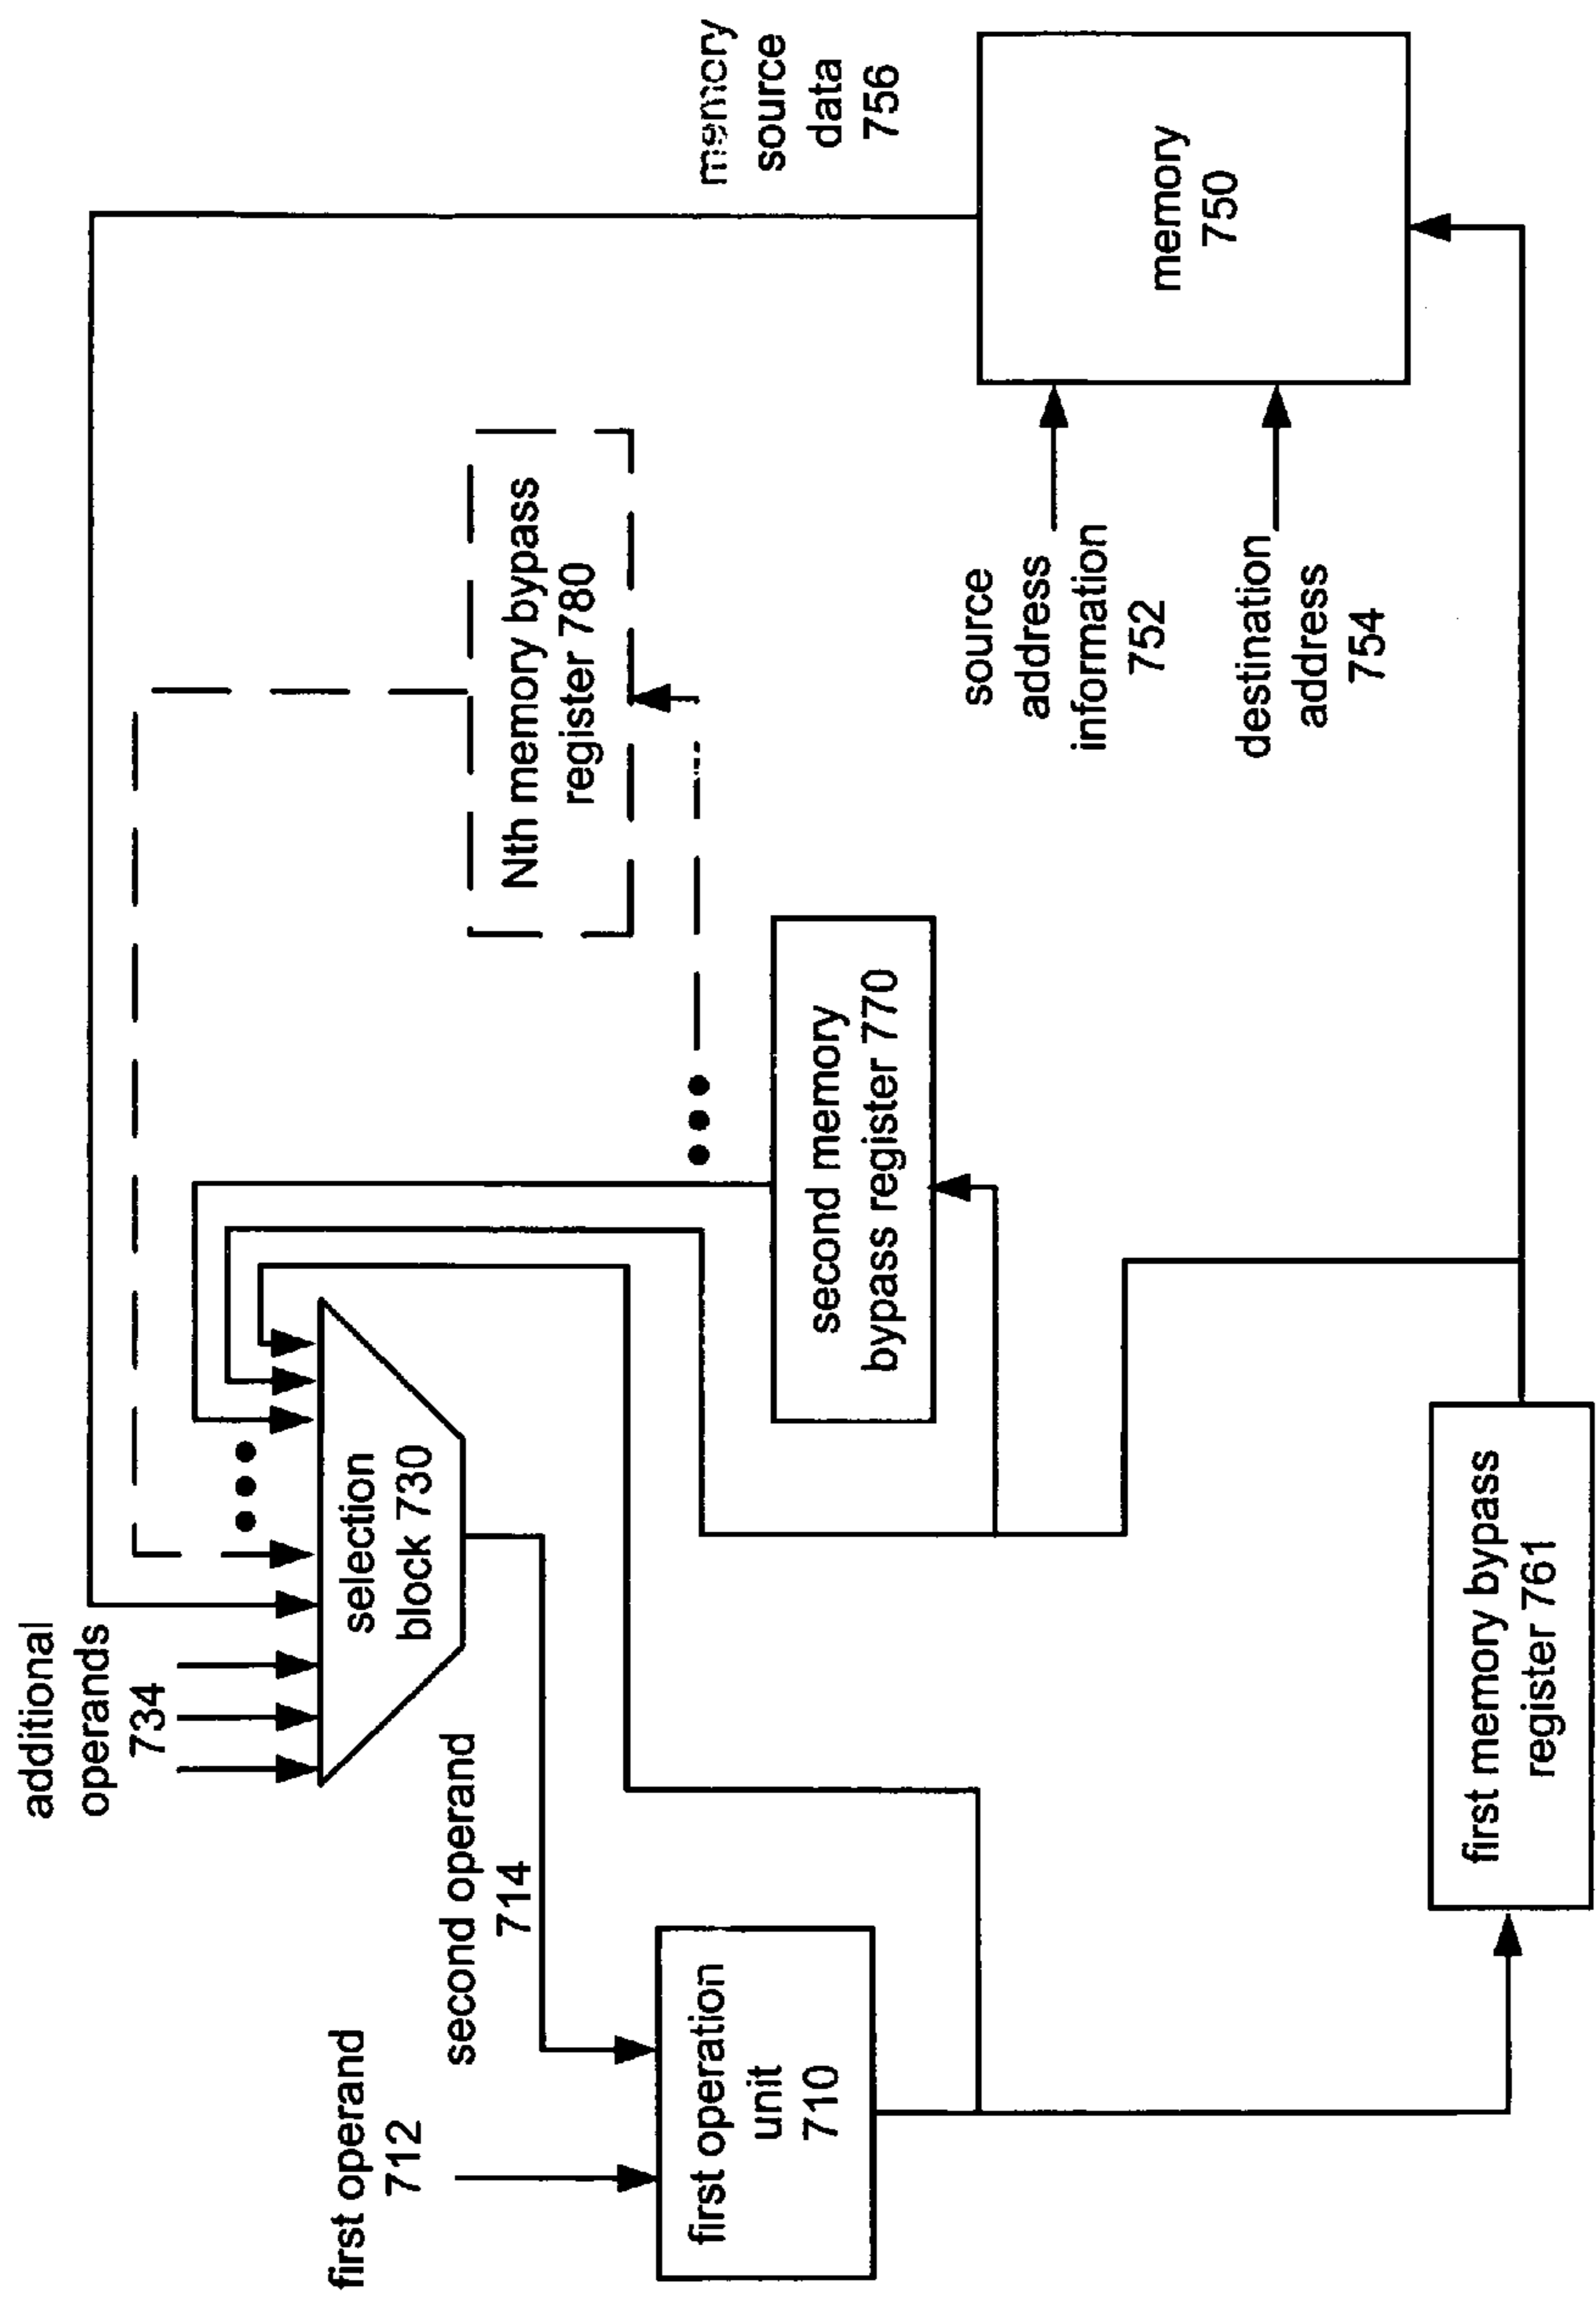 additional
operands
734
memory
source
data
756
selection
block 730
Nth memory bypass
register 780
first operand
712
second operand
714
second memory
bypass register 770
first operation
unit
710
source
address
information
752
memory
750
destination
address
754
first memory bypass
register 761